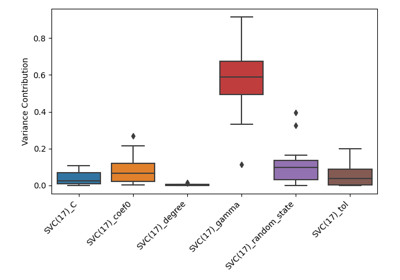 Variance Contribution
0.8
0.6
0.4
0.2
0.0
SVC(17)_C
SVC(17)_coef0
SVC(17)_degree
SVC(17)_gamma
SVC(17)_random_state
SVC(17)_tol